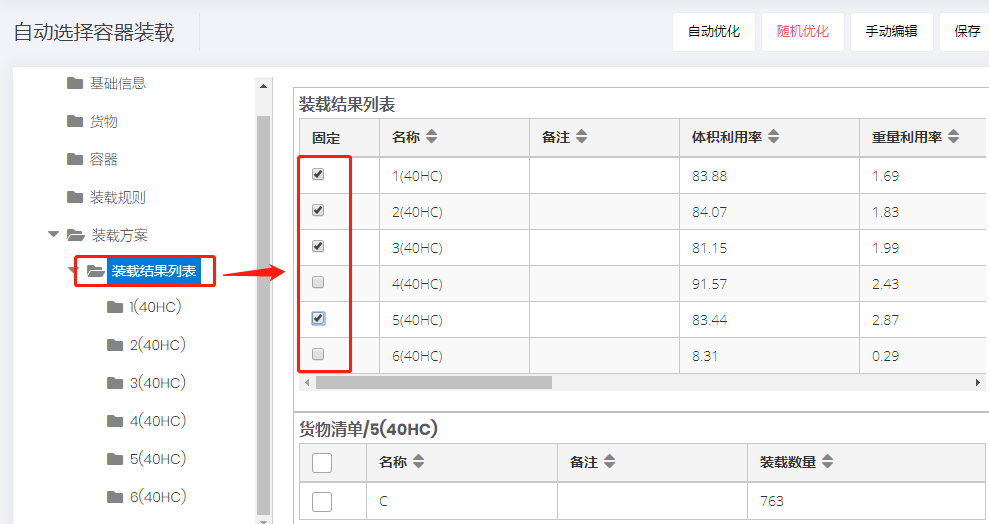 自动选择容器装载
自动优化 随机优化 手动编辑 保存
基础信息
货物
容器
装载规则
装载方案
装载结果列表
1(40HC)
2(40HC)
3(40HC)
4(40HC)
5(40HC)
6(40HC)
装载结果列表
固定 名称 备注 体积利用率 重量利用率
1(40HC) 83.88 1.69
2(40HC) 84.07 1.83
3(40HC) 81.15 1.99
4(40HC) 91.57 2.43
5(40HC) 83.44 2.87
6(40HC) 8.31 0.29
货物清单/5(40HC)
名称 备注 装载数量
C 763